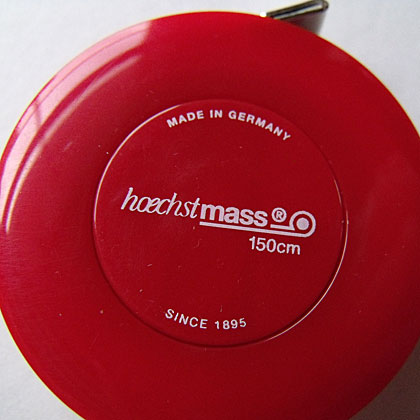 MADE IN GERMANY
hoechstmass®
150cm
SINCE 1895